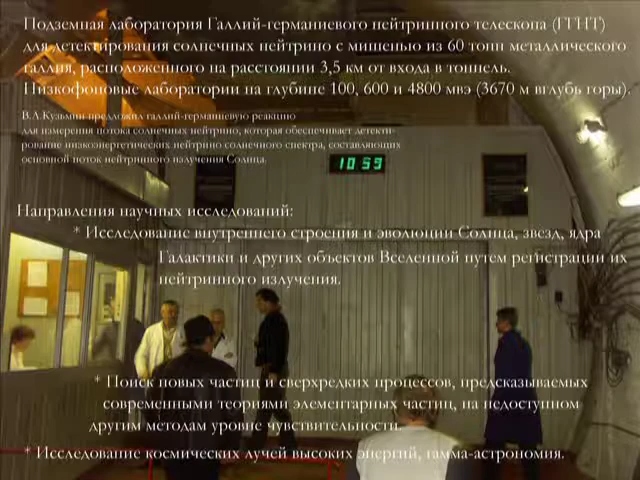 Подземная лаборатория Галлий-германиевого нейтринного телескопа (ГГНТ)
для детектирования солнечных нейтрино с мишенью из 60 тонн металлического
галлия, расположенного на расстоянии 3,5 км от входа в тоннель.
Низкофоновые лаборатории на глубине 100, 600 и 4800 мвэ (3670 м вглубь горы).
В.А.Кузьмин предложил галлий-германиевую реакцию
для измерения потока солнечных нейтрино, которая обеспечивает детекти-
рование низкоэнергетических нейтрино солнечного спектра, составляющих
основной поток нейтринного излучения Солнца.
10 59
Направления научных исследований:
* Исследование внутреннего строения и эволюции Солнца, звезд, ядра
Галактики и других объектов Вселенной путем регистрации их
нейтринного излучения.
* Поиск новых частиц и сверхредких процессов, предсказываемых
современными теориями элементарных частиц, на недоступном
другим методам уровне чувствительности.
* Исследование космических лучей высоких энергий, гамма-астрономия.